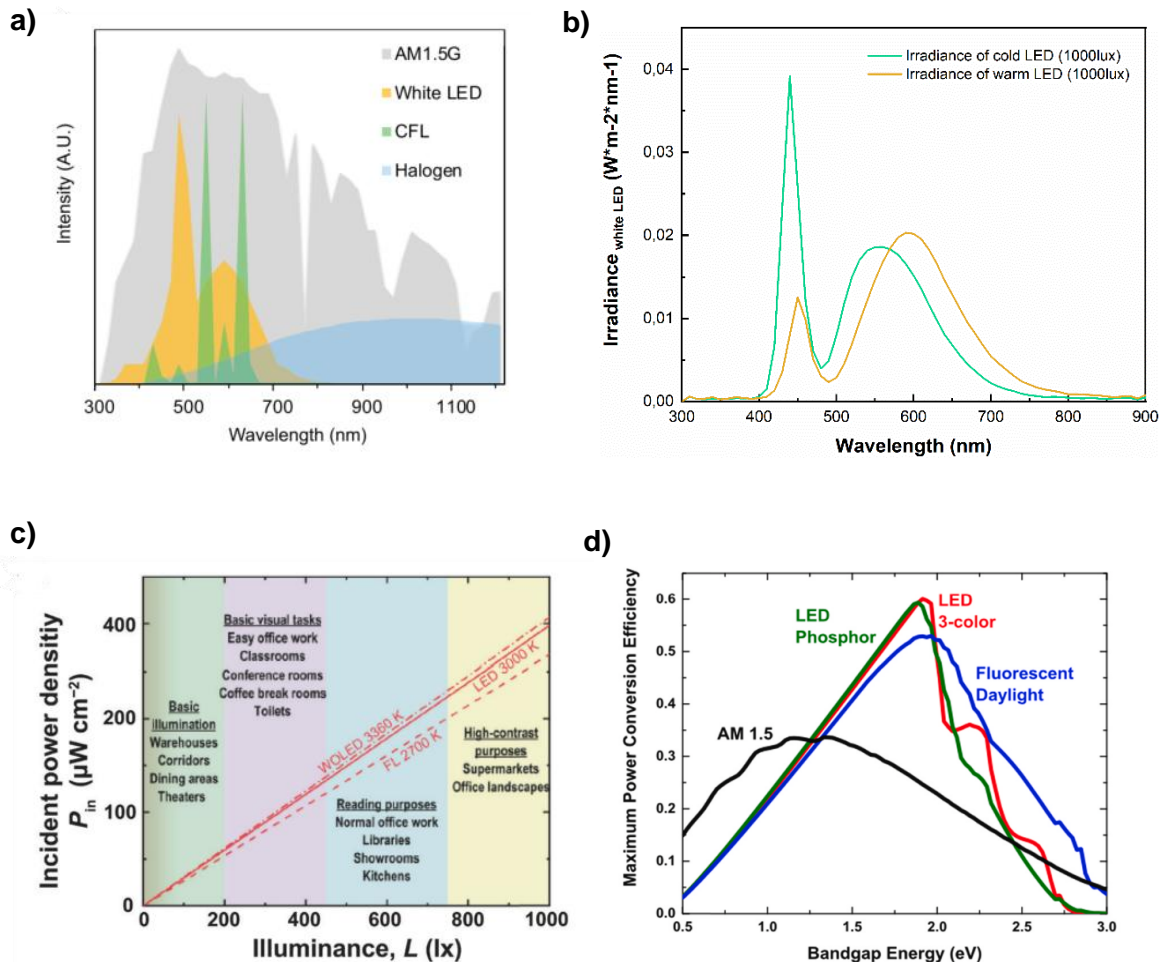 a)
AM1.5G
White LED
CFL
Halogen
Intensity (A.U.)
300 500 700 900 1100
Wavelength (nm)
b)
Irradiance of cold LED (1000lux)
Irradiance of warm LED (1000lux)
0,04
0,03
0,02
0,01
0,00
Irradiance white LED (W*m-2*nm-1)
300 400 500 600 700 800 900
Wavelength (nm)
c)
Incident power densitiy
Pin (µW cm−2)
400
200
100
0
Basic
illumination
Warehouses
Corridors
Dining areas
Theaters
Basic visual tasks
Easy office work
Classrooms
Conference rooms
Coffee break rooms
Toilets
WOLED 3360 K
LED 3000 K
FL 2700 K
Reading purposes
Normal office work
Libraries
Showrooms
Kitchens
High-contrast
purposes
Supermarkets
Office landscapes
0 200 400 600 800 1000
Illuminance, L (lx)
d)
Maximum Power Conversion Efficiency
0.6
0.5
0.4
0.3
0.2
0.1
0.0
LED
Phosphor
LED
3-color
Fluorescent
Daylight
AM 1.5
0.5 1.0 1.5 2.0 2.5 3.0
Bandgap Energy (eV)